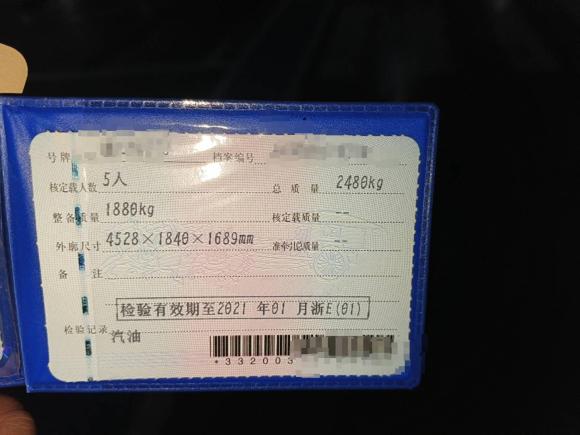 号牌 档案编号
核定载人数 5人 总质量 2480kg
整备质量 1880kg 核定载质量 --
外廓尺寸 4528×1840×1689mm 准牵引总质量 --
备注
检验有效期至2021年01月浙E(01)
检验记录
汽油
*332003